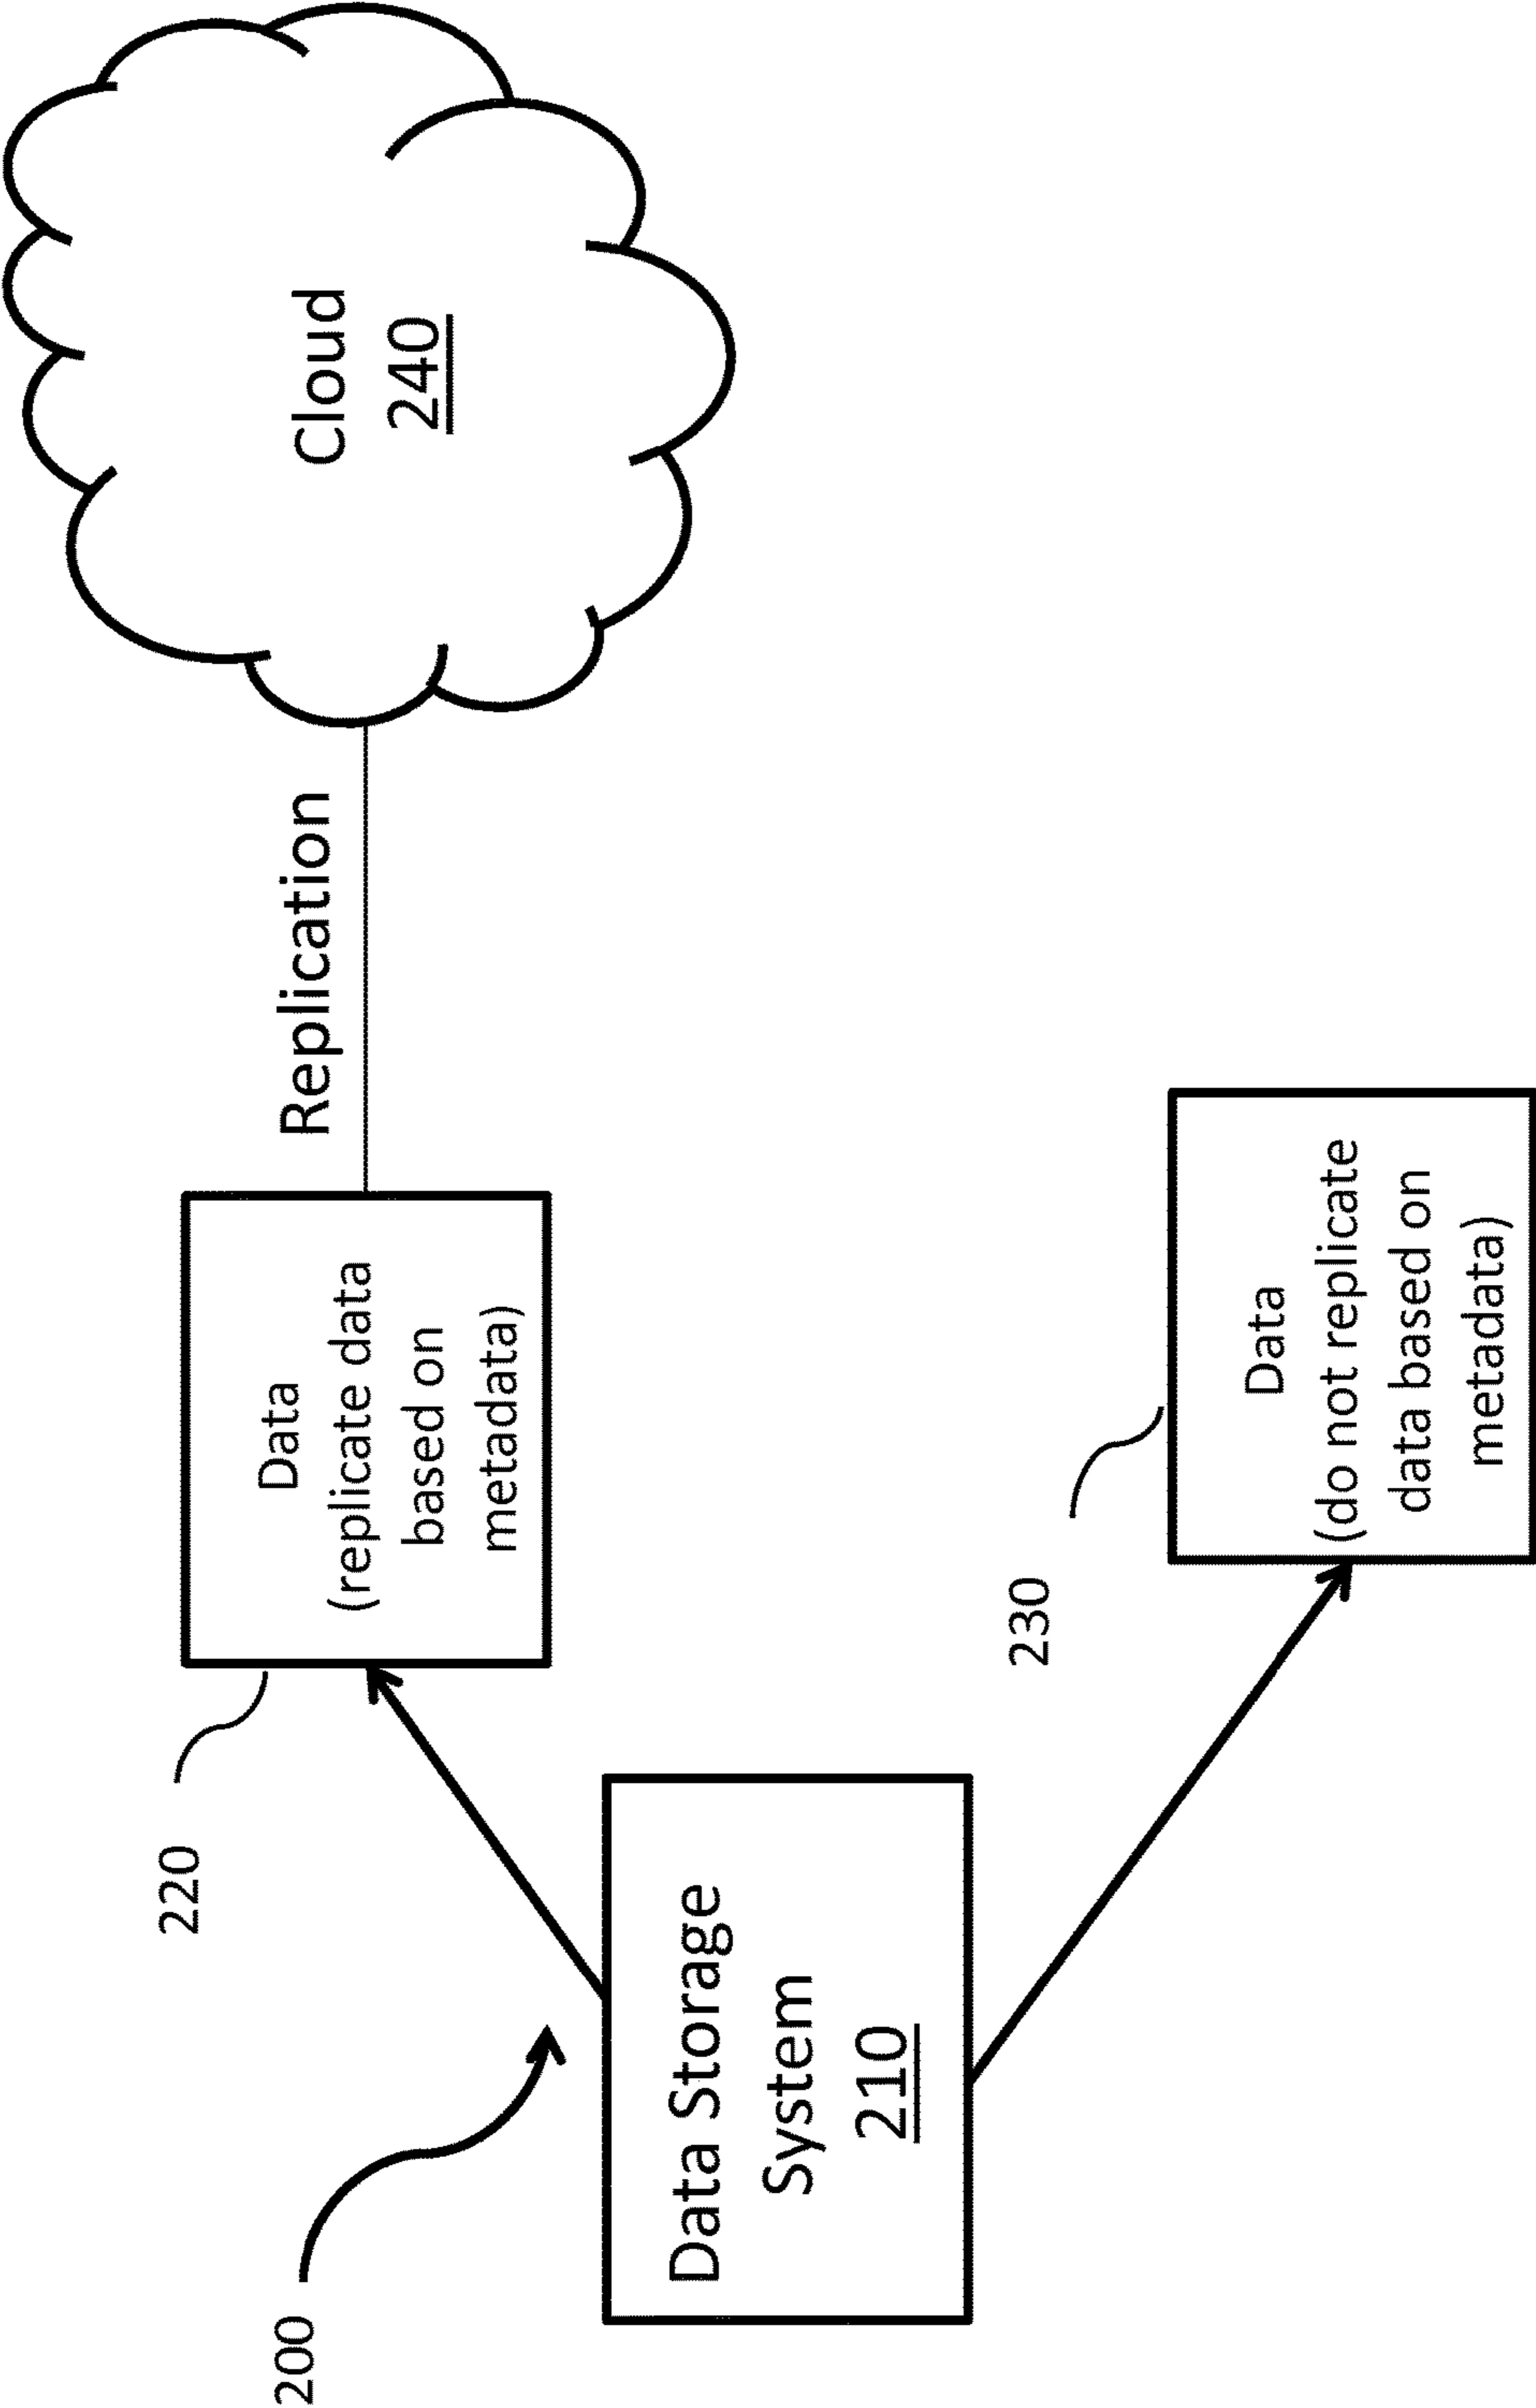 200
Data Storage
System
210
220
Data
(replicate data
based on
metadata)
Replication
Cloud
240
230
Data
(do not replicate
data based on
metadata)